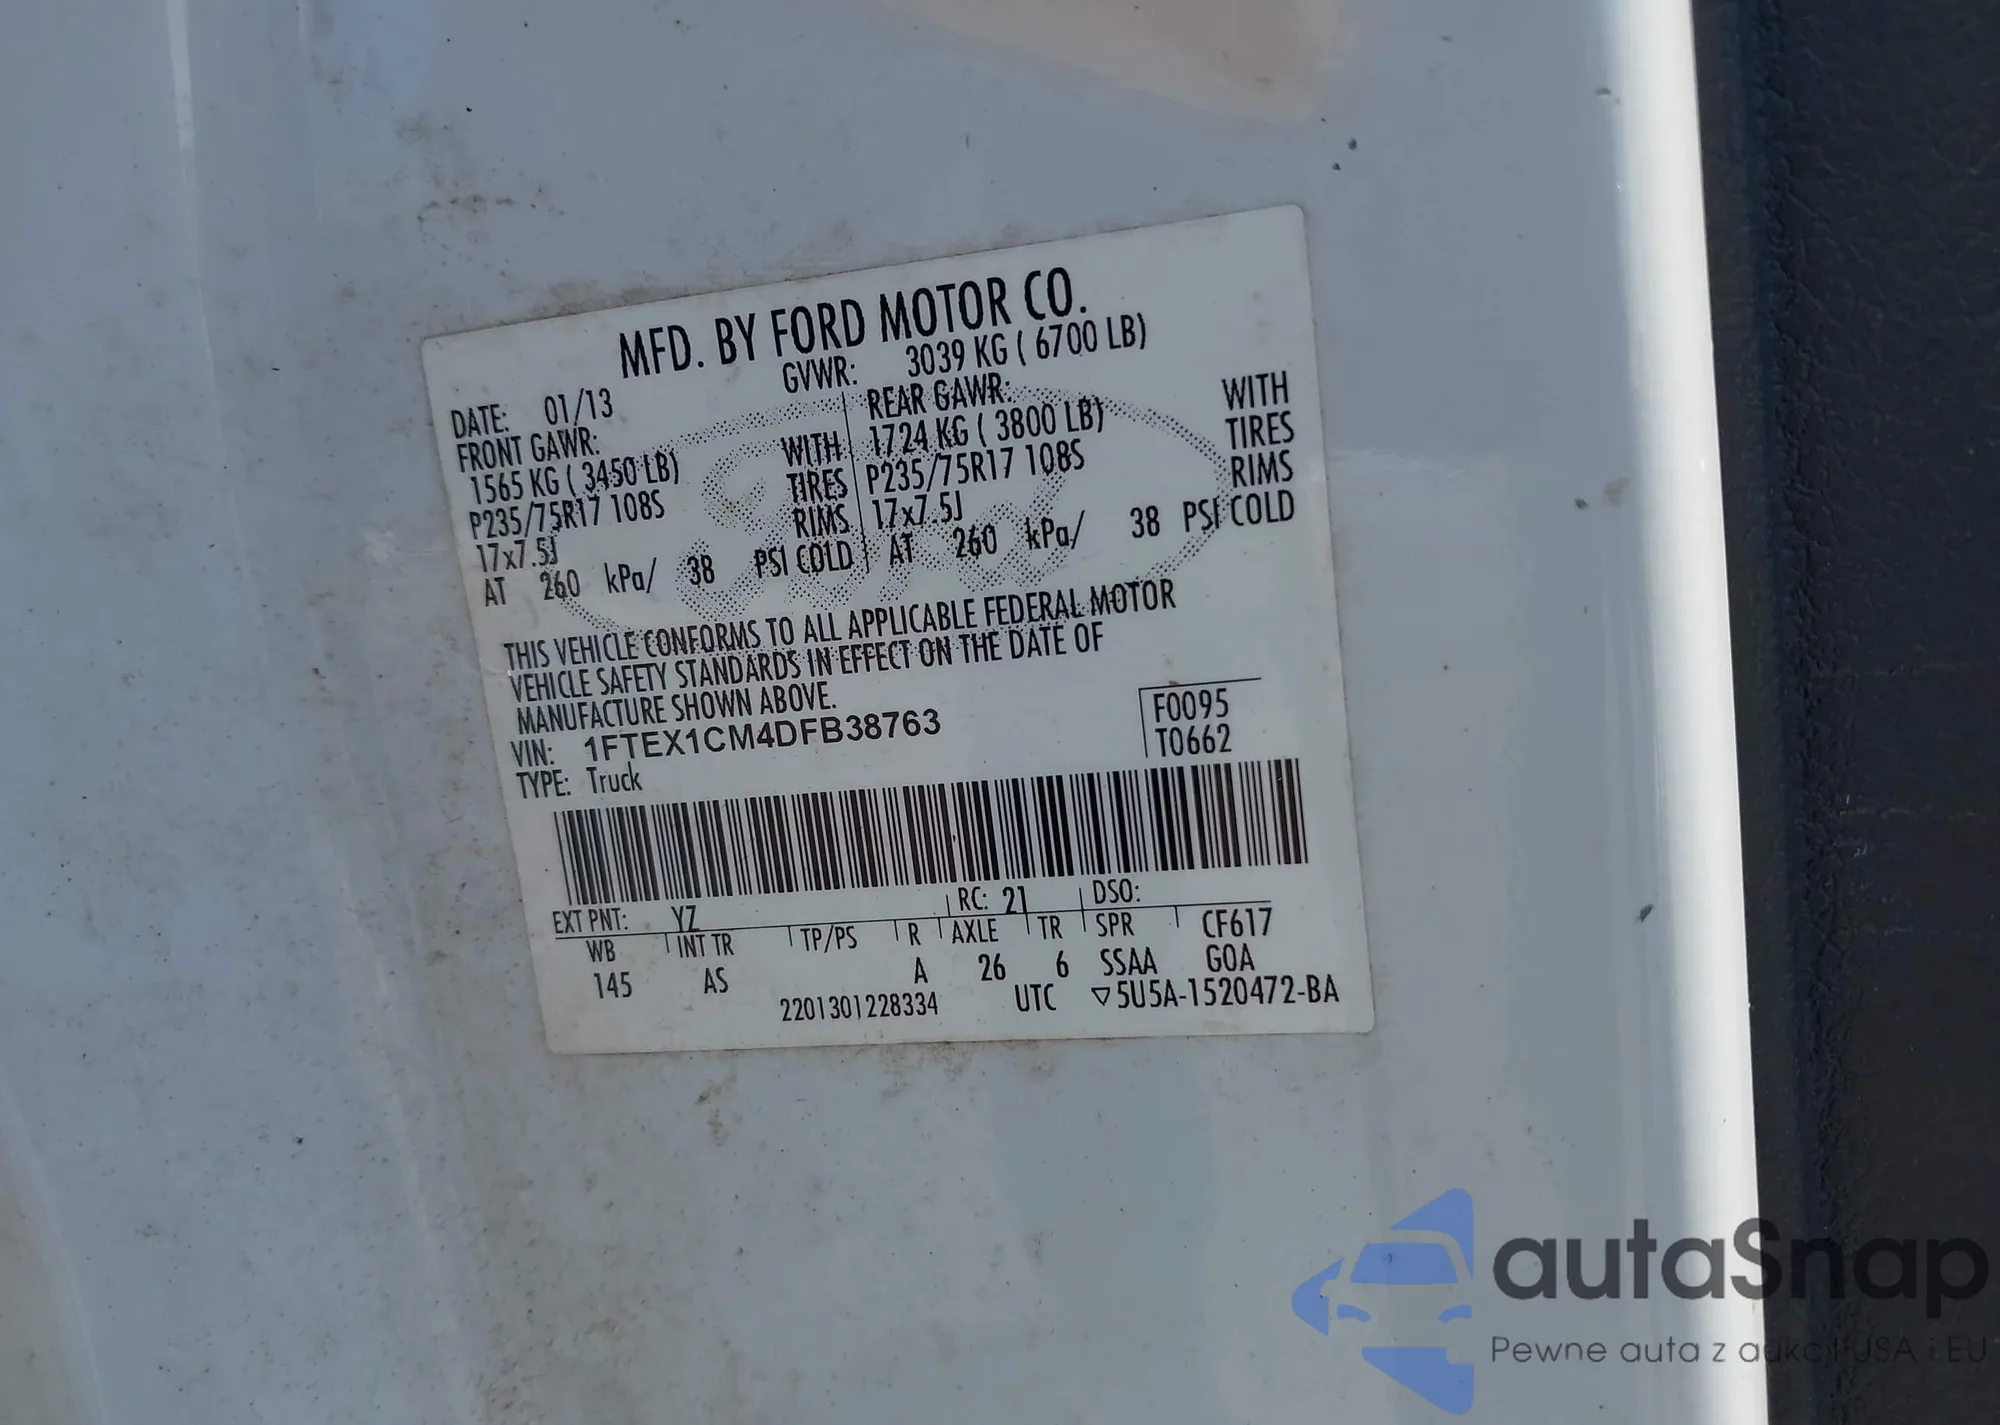 MFD. BY FORD MOTOR CO.
DATE: 01/13 GVWR: 3039 KG ( 6700 LB)
FRONT GAWR: REAR GAWR:
1565 KG ( 3450 LB) WITH 1724 KG ( 3800 LB) WITH
P235/75R17 108S TIRES P235/75R17 108S TIRES
17x7.5J RIMS 17x7.5J RIMS
AT 260 kPa/ 38 PSI COLD AT 260 kPa/ 38 PSI COLD
THIS VEHICLE CONFORMS TO ALL APPLICABLE FEDERAL MOTOR
VEHICLE SAFETY STANDARDS IN EFFECT ON THE DATE OF
MANUFACTURE SHOWN ABOVE.
VIN: 1FTEX1CM4DFB38763 F0095
TYPE: Truck T0662
EXT PNT: YZ RC: 21 DSO:
WB INT TR TP/PS R AXLE TR SPR CF617
145 AS A 26 6 SSAA GOA
2201301228334 UTC ▽5U5A-1520472-BA
autaSnap
Pewne auta z aukcji USA i EU